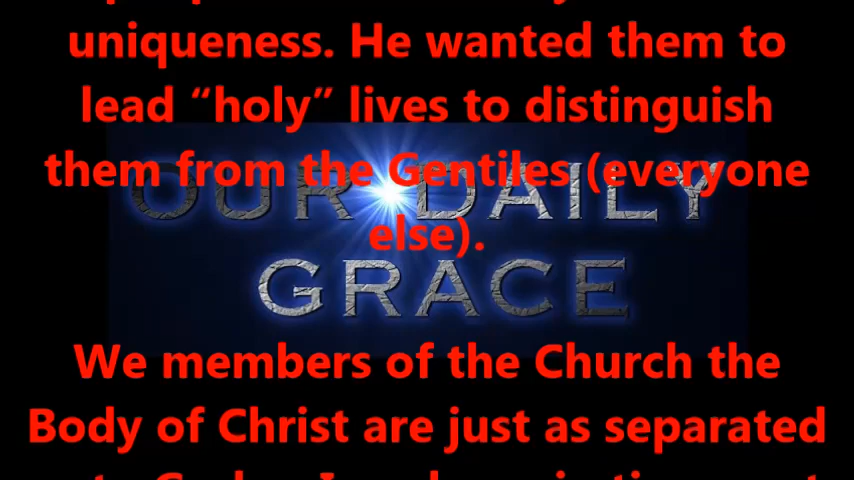 uniqueness. He wanted them to
lead “holy” lives to distinguish
them from the Gentiles (everyone
else).
OUR DAILY
GRACE
We members of the Church the
Body of Christ are just as separated